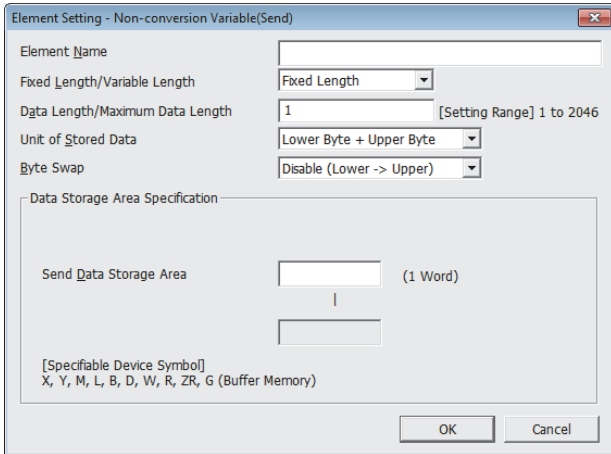 Element Setting - Non-conversion Variable(Send)
Element Name
Fixed Length/Variable Length Fixed Length
Data Length/Maximum Data Length 1 [Setting Range] 1 to 2046
Unit of Stored Data Lower Byte + Upper Byte
Byte Swap Disable (Lower -> Upper)
Data Storage Area Specification
Send Data Storage Area (1 Word)
|
[Specifiable Device Symbol]
X, Y, M, L, B, D, W, R, ZR, G (Buffer Memory)
OK Cancel